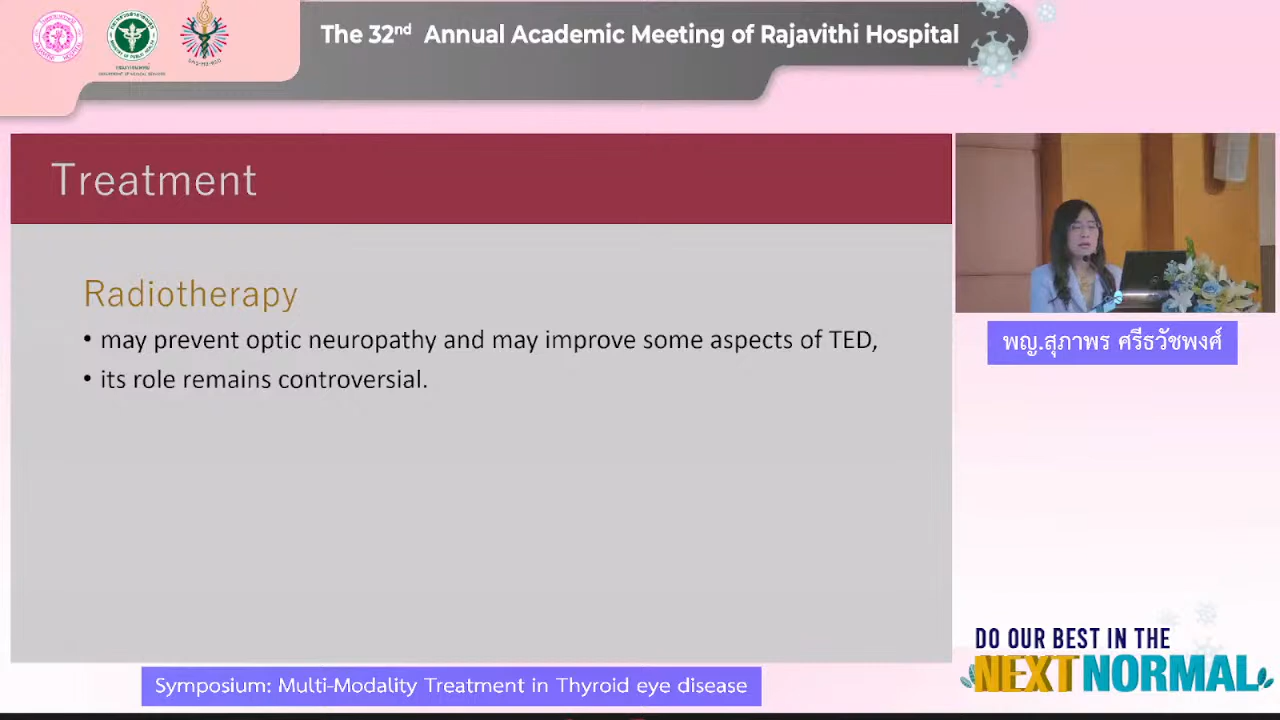 The 32nd Annual Academic Meeting of Rajavithi Hospital
Treatment
Radiotherapy
• may prevent optic neuropathy and may improve some aspects of TED,
• its role remains controversial.
พญ.สุภาพร ศรีธวัชพงศ์
DO OUR BEST IN THE
NEXT NORMAL
Symposium: Multi-Modality Treatment in Thyroid eye disease